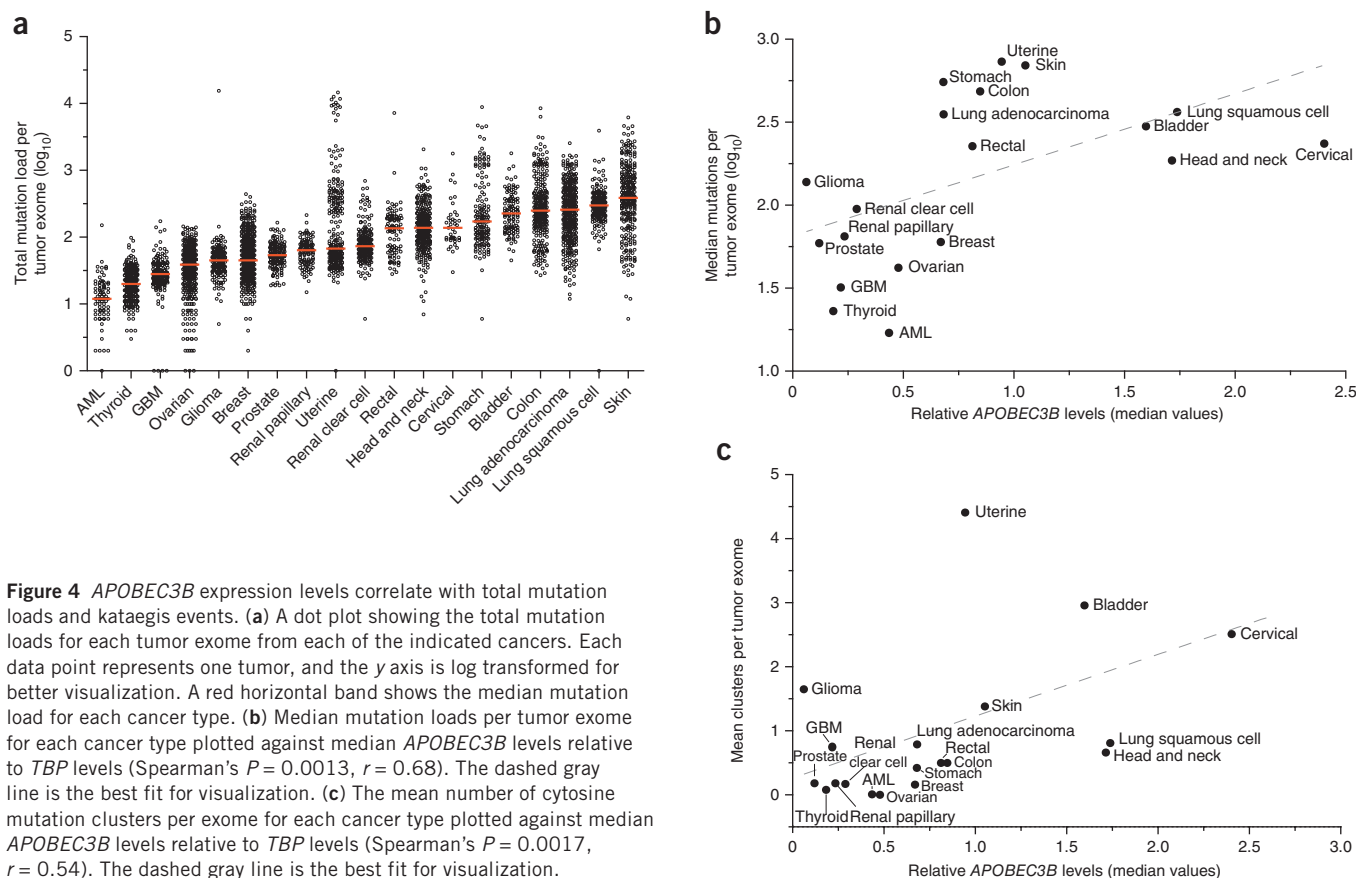 a
Total mutation load per
tumor exome (log10)
5
4
3
2
1
0
AML
Thyroid
GBM
Ovarian
Glioma
Breast
Prostate
Renal papillary
Uterine
Renal clear cell
Rectal
Head and neck
Cervical
Stomach
Bladder
Colon
Lung adenocarcinoma
Lung squamous cell
Skin
b
Median mutations per
tumor exome (log10)
3.0
2.5
2.0
1.5
1.0
Uterine
Skin
Stomach
Colon
Lung adenocarcinoma
Lung squamous cell
Bladder
Rectal
Head and neck
Cervical
Glioma
Renal clear cell
Renal papillary
Prostate
Breast
Ovarian
GBM
Thyroid
AML
0 0.5 1.0 1.5 2.0 2.5
Relative APOBEC3B levels (median values)
c
Mean clusters per tumor exome
5
4
3
2
1
0
Uterine
Bladder
Cervical
Glioma
Skin
GBM
Renal
clear cell
Lung adenocarcinoma
Lung squamous cell
Head and neck
Prostate
Rectal
Colon
Stomach
AML
Breast
Ovarian
Thyroid
Renal papillary
0 0.5 1.0 1.5 2.0 2.5 3.0
Relative APOBEC3B levels (median values)
Figure 4 APOBEC3B expression levels correlate with total mutation
loads and kataegis events. (a) A dot plot showing the total mutation
loads for each tumor exome from each of the indicated cancers. Each
data point represents one tumor, and the y axis is log transformed for
better visualization. A red horizontal band shows the median mutation
load for each cancer type. (b) Median mutation loads per tumor exome
for each cancer type plotted against median APOBEC3B levels relative
to TBP levels (Spearman's P = 0.0013, r = 0.68). The dashed gray
line is the best fit for visualization. (c) The mean number of cytosine
mutation clusters per exome for each cancer type plotted against median
APOBEC3B levels relative to TBP levels (Spearman's P = 0.0017,
r = 0.54). The dashed gray line is the best fit for visualization.